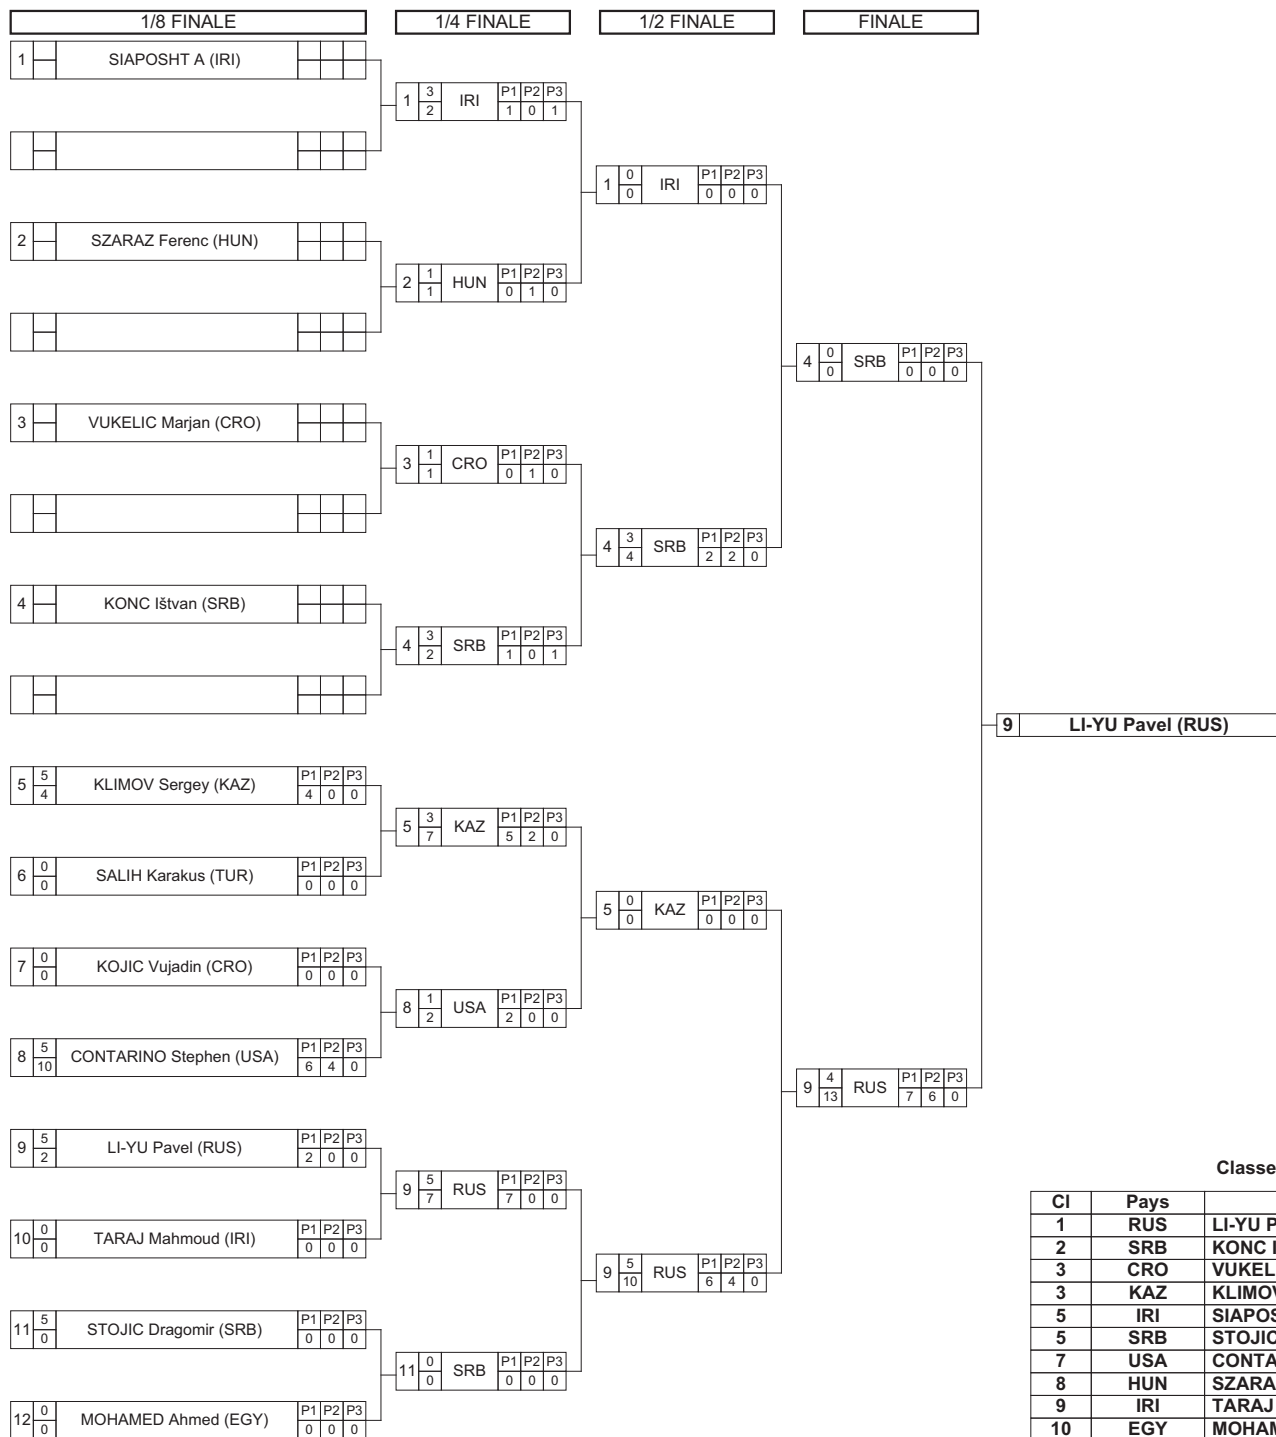 1/8 FINALE 1/4 FINALE 1/2 FINALE FINALE
1 SIAPOSHT A (IRI)
1 3 2 IRI P1 P2 P3 1 0 1
1 0 0 IRI P1 P2 P3 0 0 0
2 SZARAZ Ferenc (HUN)
2 1 1 HUN P1 P2 P3 0 1 0
4 0 0 SRB P1 P2 P3 0 0 0
3 VUKELIC Marjan (CRO)
3 1 1 CRO P1 P2 P3 0 1 0
4 3 4 SRB P1 P2 P3 2 2 0
4 KONC Ištvan (SRB)
4 3 2 SRB P1 P2 P3 1 0 1
9 LI-YU Pavel (RUS)
5 5 4 KLIMOV Sergey (KAZ) P1 P2 P3 4 0 0
5 3 7 KAZ P1 P2 P3 5 2 0
6 0 0 SALIH Karakus (TUR) P1 P2 P3 0 0 0
5 0 0 KAZ P1 P2 P3 0 0 0
7 0 0 KOJIC Vujadin (CRO) P1 P2 P3 0 0 0
8 1 2 USA P1 P2 P3 2 0 0
8 5 10 CONTARINO Stephen (USA) P1 P2 P3 6 4 0
9 4 13 RUS P1 P2 P3 7 6 0
9 5 2 LI-YU Pavel (RUS) P1 P2 P3 2 0 0
9 5 7 RUS P1 P2 P3 7 0 0
10 0 0 TARAJ Mahmoud (IRI) P1 P2 P3 0 0 0
9 5 10 RUS P1 P2 P3 6 4 0
11 5 0 STOJIC Dragomir (SRB) P1 P2 P3 0 0 0
11 0 0 SRB P1 P2 P3 0 0 0
12 0 0 MOHAMED Ahmed (EGY) P1 P2 P3 0 0 0
Classe
Cl Pays
1 RUS LI-YU P
2 SRB KONC
3 CRO VUKEL
3 KAZ KLIMOV
5 IRI SIAPOS
5 SRB STOJIC
7 USA CONTA
8 HUN SZARA
9 IRI TARAJ
10 EGY MOHAM